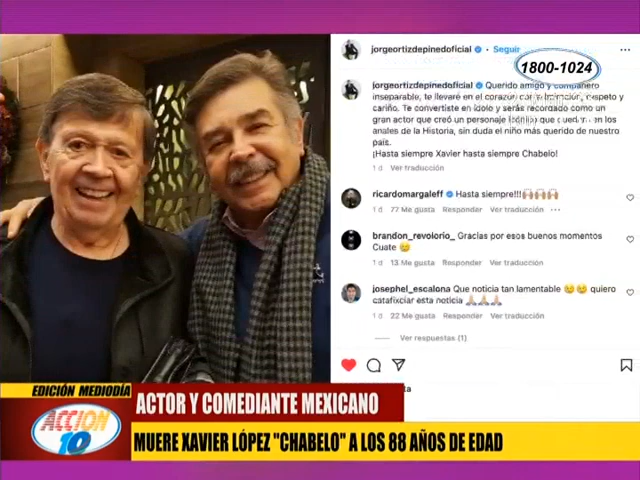 jorgeortizdepinedoficial Seguir
1800-1024
jorgeortizdepinedoficial Querido amigo y compañero
inseparable, te llevaré en el corazón con admiración, respeto y
cariño. Te convertiste en ídolo y serás recordado como un
gran actor que creó un personaje los
anales de la Historia, sin duda el niño más querido de nuestro
país.
¡Hasta siempre Xavier hasta siempre Chabelo!
1 d Ver traducción
ricardomargaleff Hasta siempre!!!
1 d 77 Me gusta Responder Ver traducción ...
brandon_revolorio_ Gracias por esos buenos momentos
Cuate
1 d 13 Me gusta Responder Ver traducción
josephel_escalona Que noticia tan lamentable quiero
catafixciar esta noticia
1 d 22 Me gusta Responder Ver traducción
Ver respuestas (1)
EDICIÓN MEDIODÍA
ACCIÓN
10
ACTOR Y COMEDIANTE MEXICANO
MUERE XAVIER LÓPEZ "CHABELO" A LOS 88 AÑOS DE EDAD